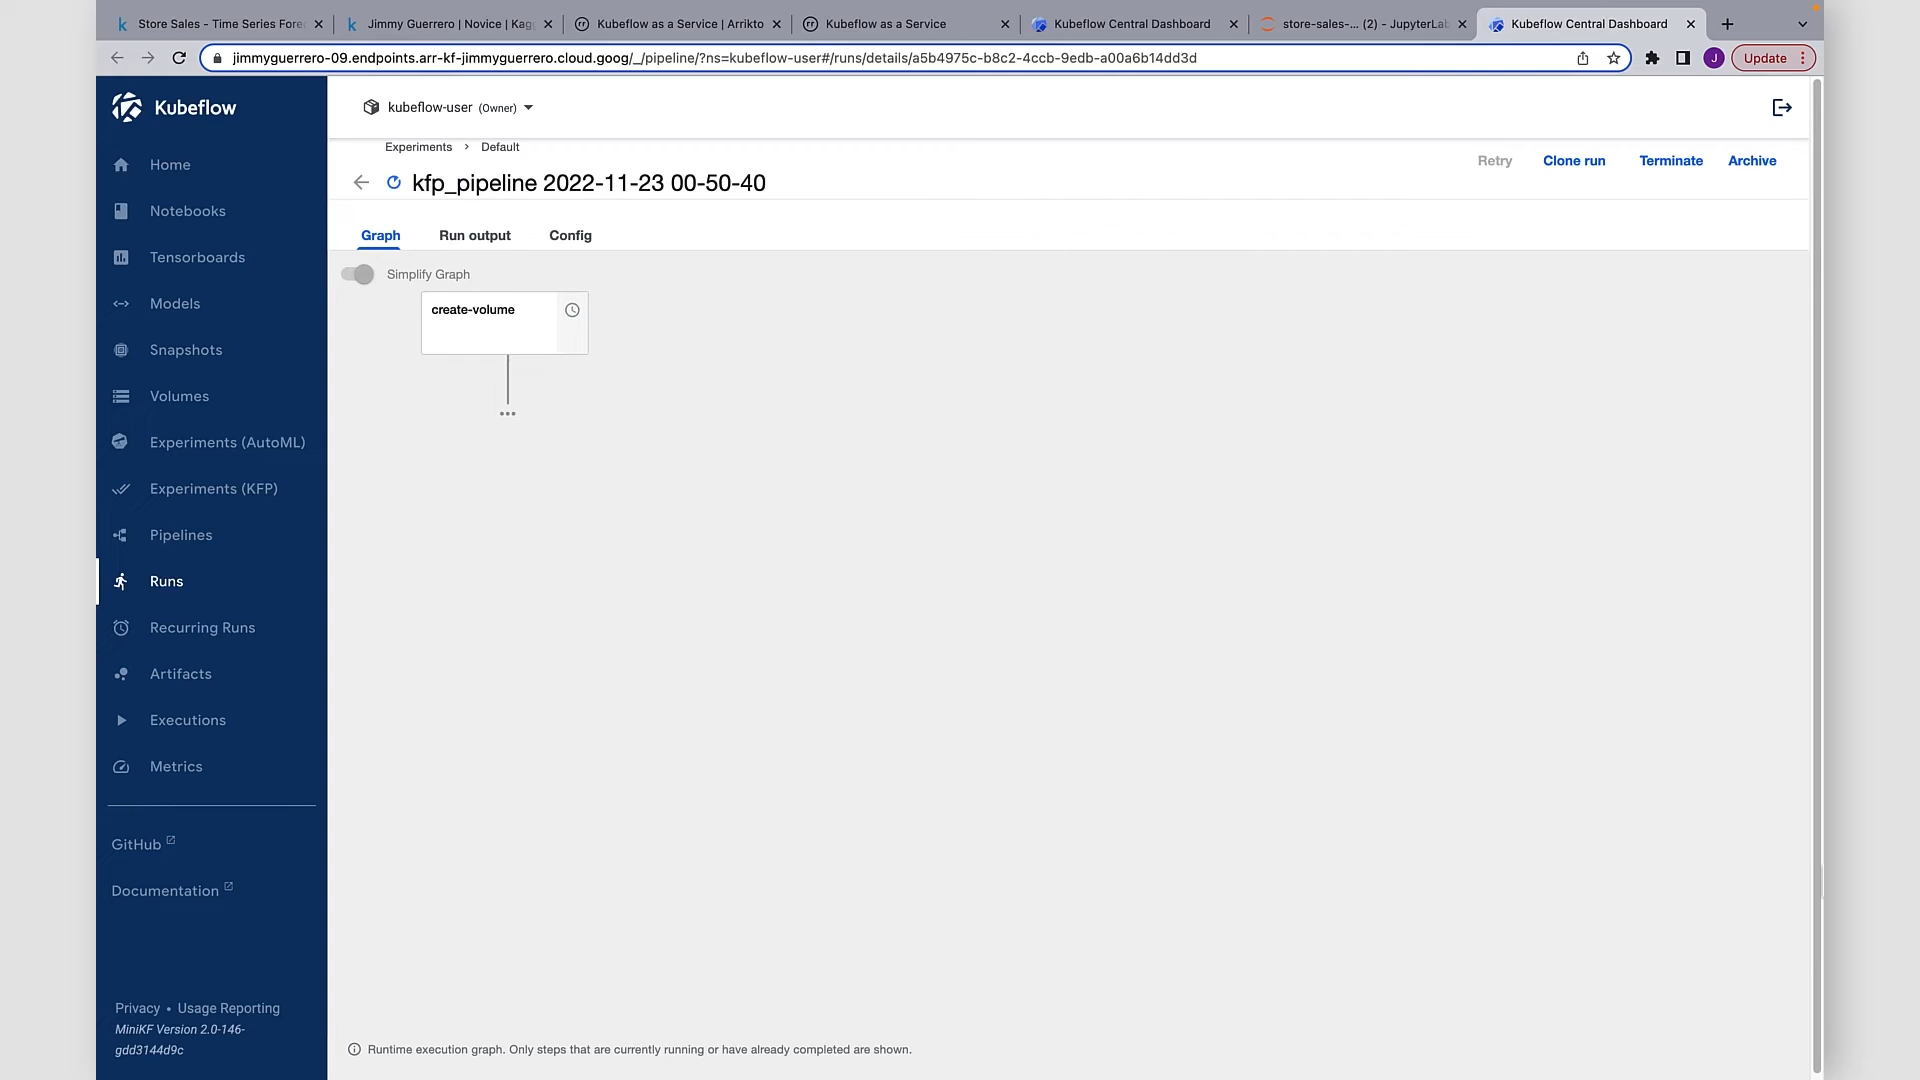 Store Sales - Time Series Fore
Jimmy Guerrero | Novice | Kag
Kubeflow as a Service | Arrikto
Kubeflow as a Service
Kubeflow Central Dashboard
store-sales-... (2) - JupyterLab
Kubeflow Central Dashboard
jimmyguerrero-09.endpoints.arr-kf-jimmyguerrero.cloud.goog/_/pipeline/?ns=kubeflow-user#/runs/details/a5b4975c-b8c2-4ccb-9edb-a00a6b14dd3d
J
Update
Kubeflow
kubeflow-user (Owner)
Experiments > Default
Retry
Clone run
Terminate
Archive
kfp_pipeline 2022-11-23 00-50-40
Graph
Run output
Config
Simplify Graph
create-volume
Home
Notebooks
Tensorboards
Models
Snapshots
Volumes
Experiments (AutoML)
Experiments (KFP)
Pipelines
Runs
Recurring Runs
Artifacts
Executions
Metrics
GitHub
Documentation
Privacy • Usage Reporting
MiniKF Version 2.0-146-
gdd3144d9c
Runtime execution graph. Only steps that are currently running or have already completed are shown.